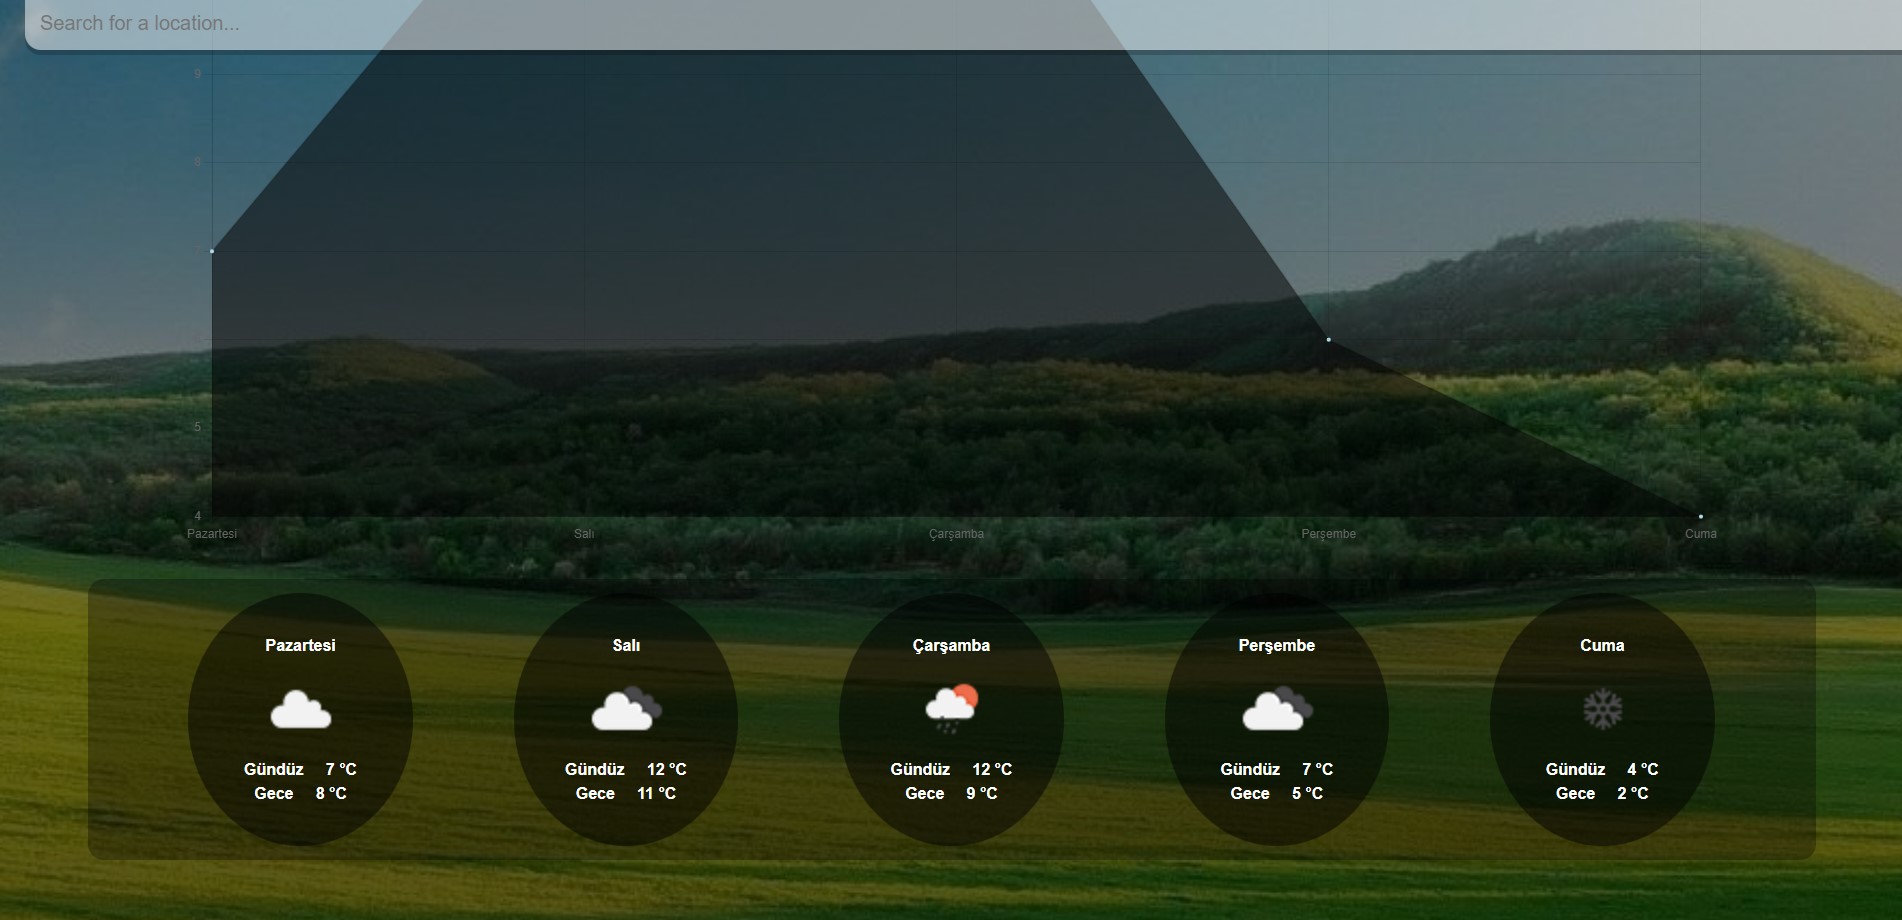 Search for a location...
9
8
5
4
Pazartesi
Salı
Çarşamba
Perşembe
Cuma
Pazartesi
Salı
Çarşamba
Perşembe
Cuma
Gündüz 7 °C
Gece 8 °C
Gündüz 12 °C
Gece 11 °C
Gündüz 12 °C
Gece 9 °C
Gündüz 7 °C
Gece 5 °C
Gündüz 4 °C
Gece 2 °C